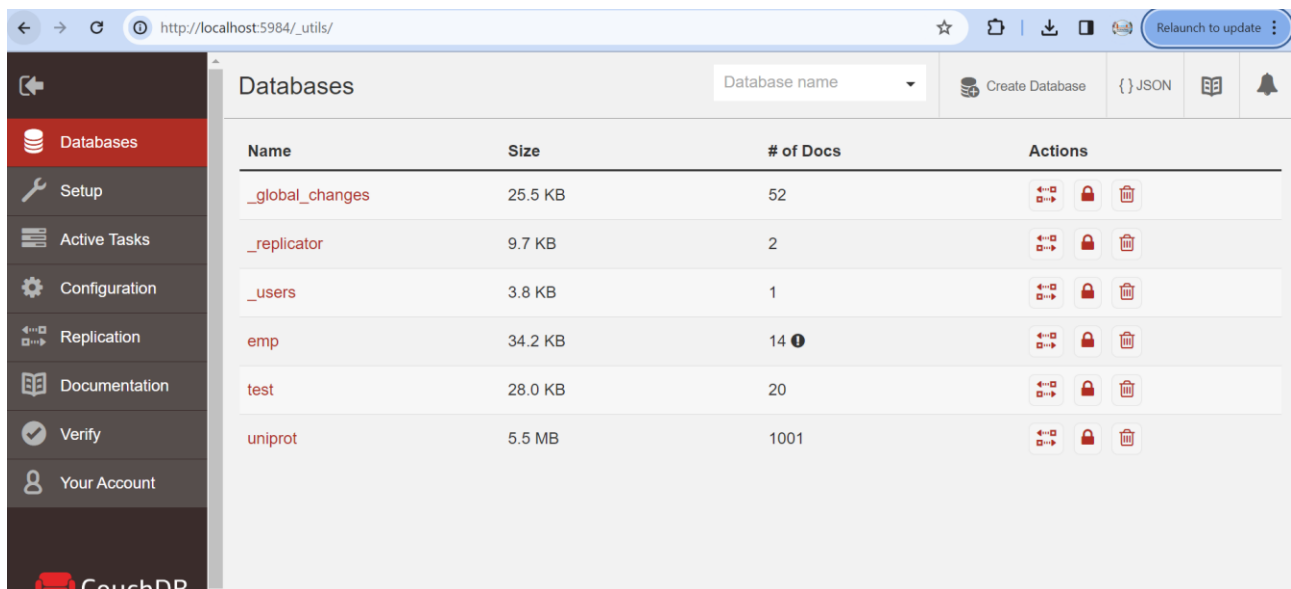 http://localhost:5984/_utils/
Relaunch to update
Databases
Database name
Create Database
{ } JSON
Databases
Setup
Active Tasks
Configuration
Replication
Documentation
Verify
Your Account
CouchDB
Name Size # of Docs Actions
_global_changes 25.5 KB 52
_replicator 9.7 KB 2
_users 3.8 KB 1
emp 34.2 KB 14
test 28.0 KB 20
uniprot 5.5 MB 1001